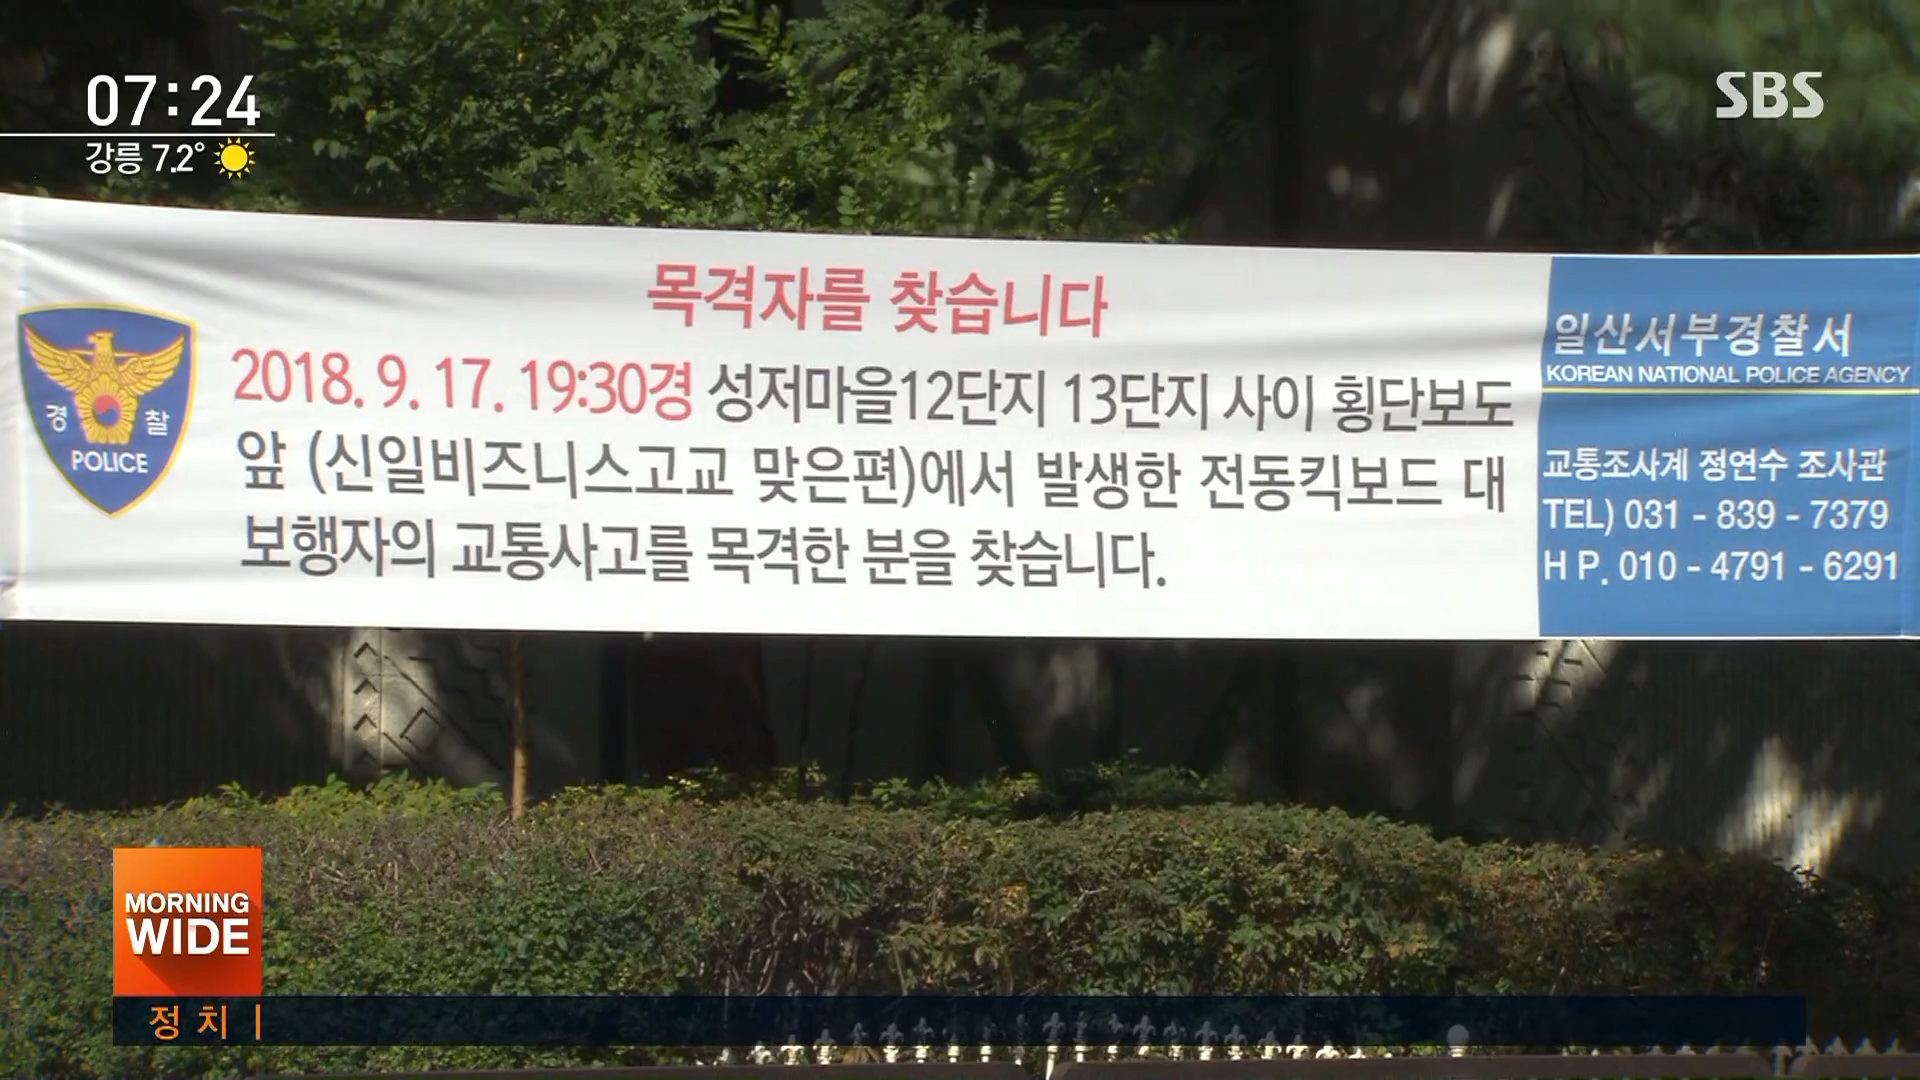 07:24
강릉 7.2°
SBS
목격자를 찾습니다
2018. 9. 17. 19:30경 성저마을12단지 13단지 사이 횡단보도
앞 (신일비즈니스고교 맞은편)에서 발생한 전동킥보드 대
보행자의 교통사고를 목격한 분을 찾습니다.
경 찰
POLICE
일산서부경찰서
KOREAN NATIONAL POLICE AGENCY
교통조사계 정연수 조사관
TEL) 031 - 839 - 7379
H P. 010 - 4791 - 6291
MORNING
WIDE
정 치 |